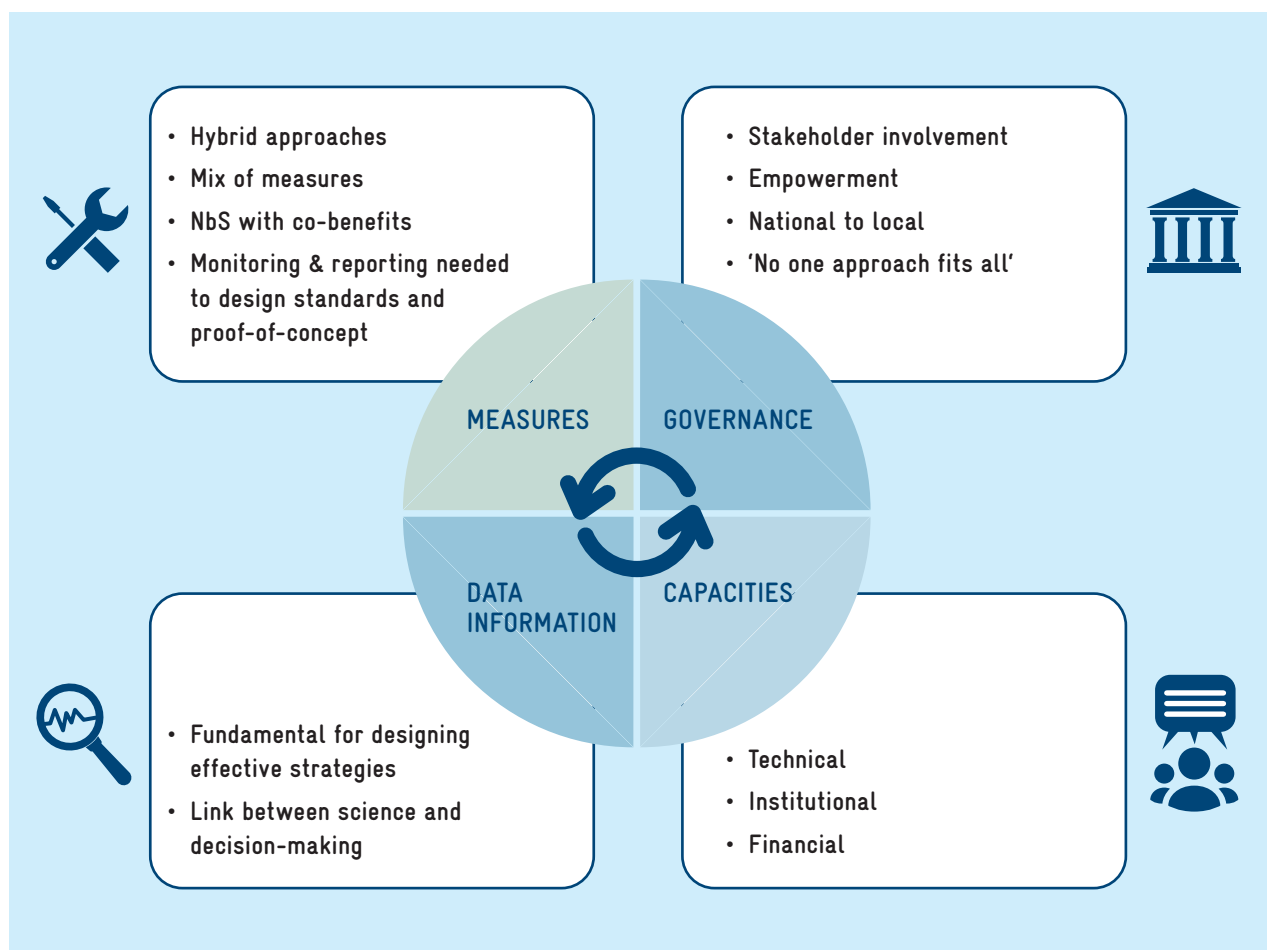 • Hybrid approaches
• Mix of measures
• NbS with co-benefits
• Monitoring & reporting needed
to design standards and
proof-of-concept
• Stakeholder involvement
• Empowerment
• National to local
• ‘No one approach fits all’
MEASURES
GOVERNANCE
DATA
INFORMATION
CAPACITIES
• Fundamental for designing
effective strategies
• Link between science and
decision-making
• Technical
• Institutional
• Financial